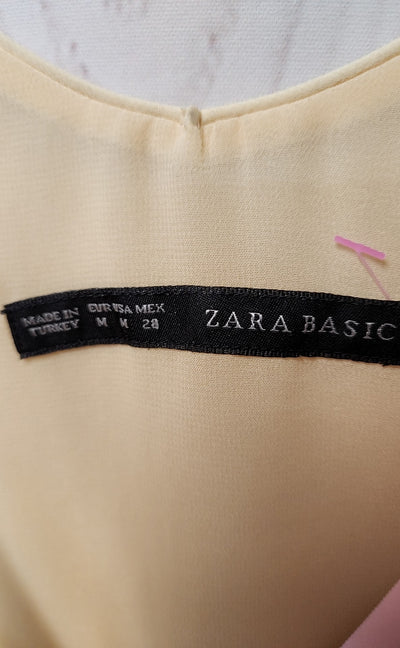 MADE IN
TURKEY
EUR USA MEX
M M 28
ZARA BASIC